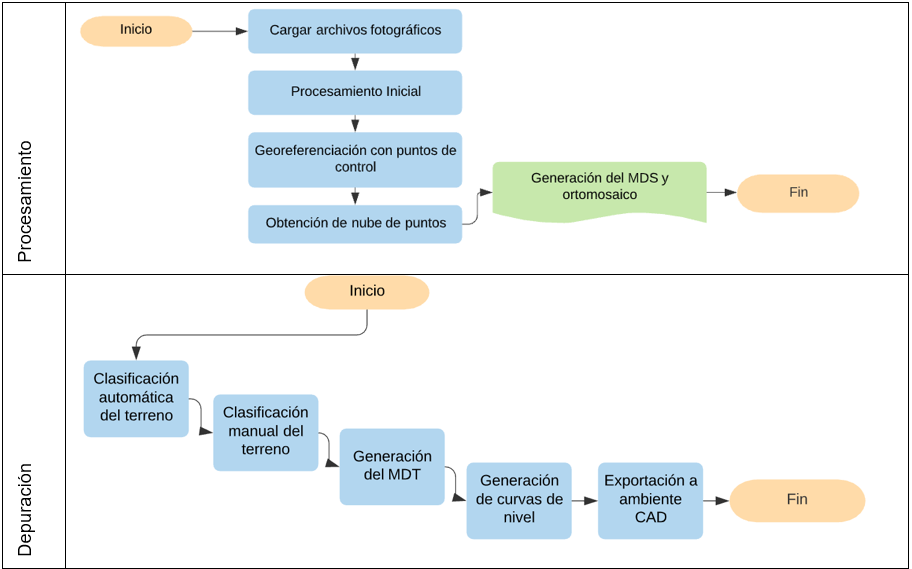 Procesamiento
Inicio
Cargar archivos fotográficos
Procesamiento Inicial
Georeferenciación con puntos de
control
Obtención de nube de puntos
Generación del MDS y
ortomosaico
Fin
Depuración
Inicio
Clasificación
automática
del terreno
Clasificación
manual del
terreno
Generación
del MDT
Generación
de curvas de
nivel
Exportación a
ambiente
CAD
Fin